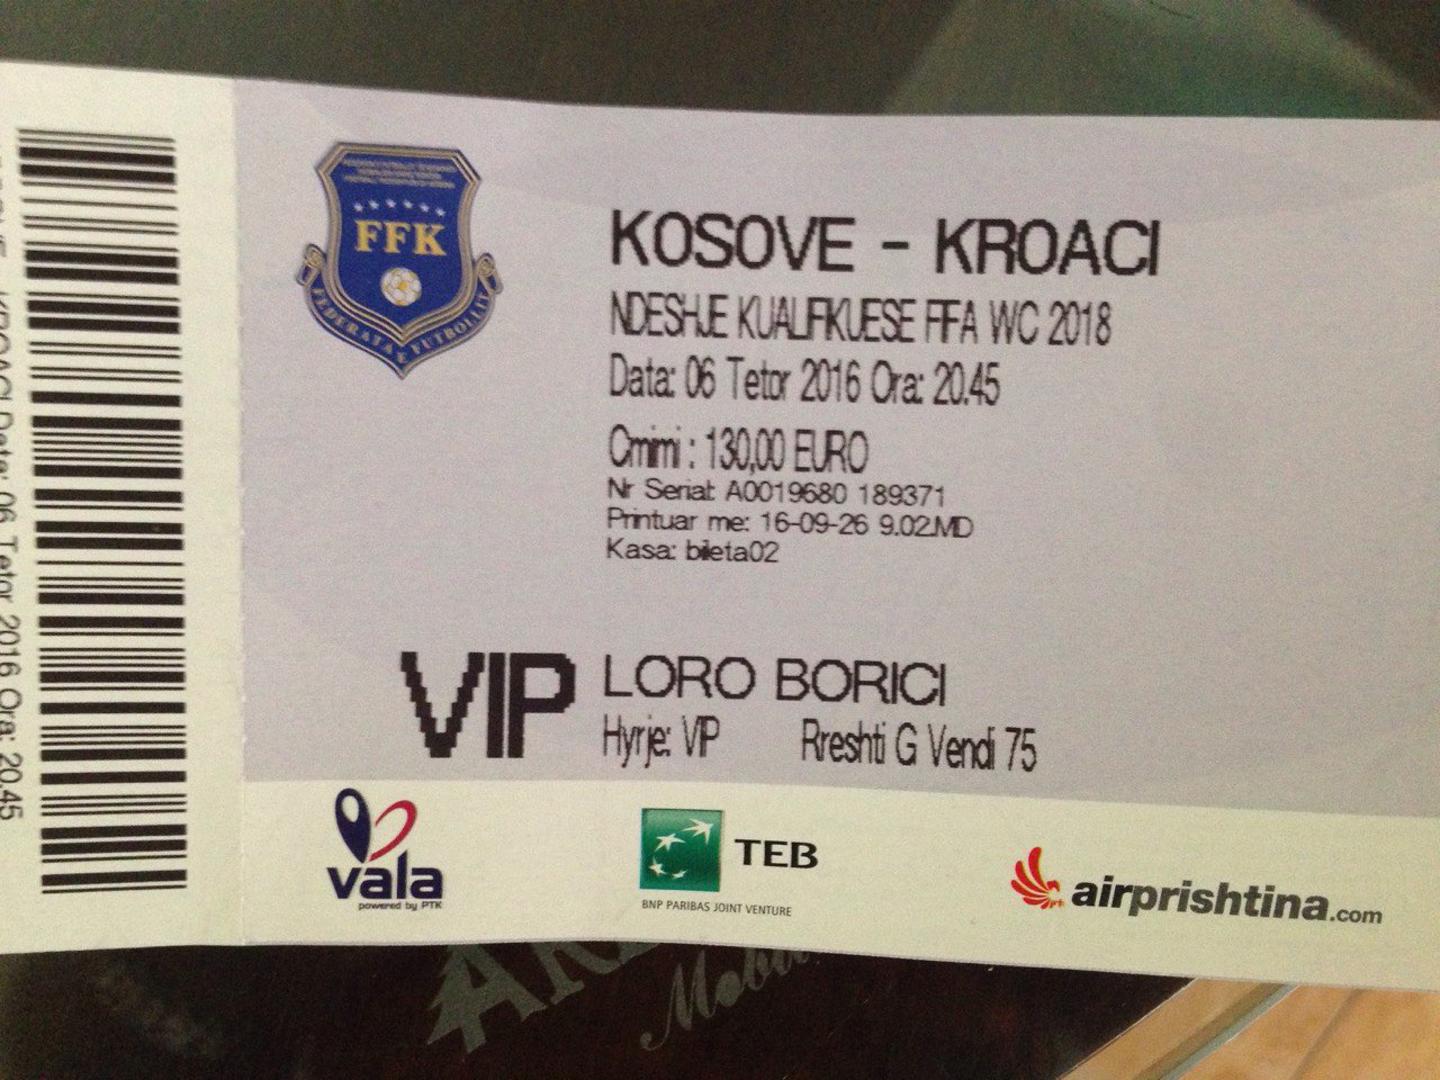 FFK
FEDERATA E FUTBOLLIT
KOSOVE - KROACI
NDESHJE KUALIFIKUESE FIFA WC 2018
Data: 06 Tetor 2016 Ora: 20.45
Cmimi : 130,00 EURO
Nr Serial: A0019680 189371
Printuar me: 16-09-26 9.02.MD
Kasa: bileta02
VIP
LORO BORICI
Hyrje: VIP Rreshti G Vendi 75
vala
powered by PTK
TEB
BNP PARIBAS JOINT VENTURE
airprishtina.com
KROACI Data: 06 Tetor 2016 Ora: 20.45